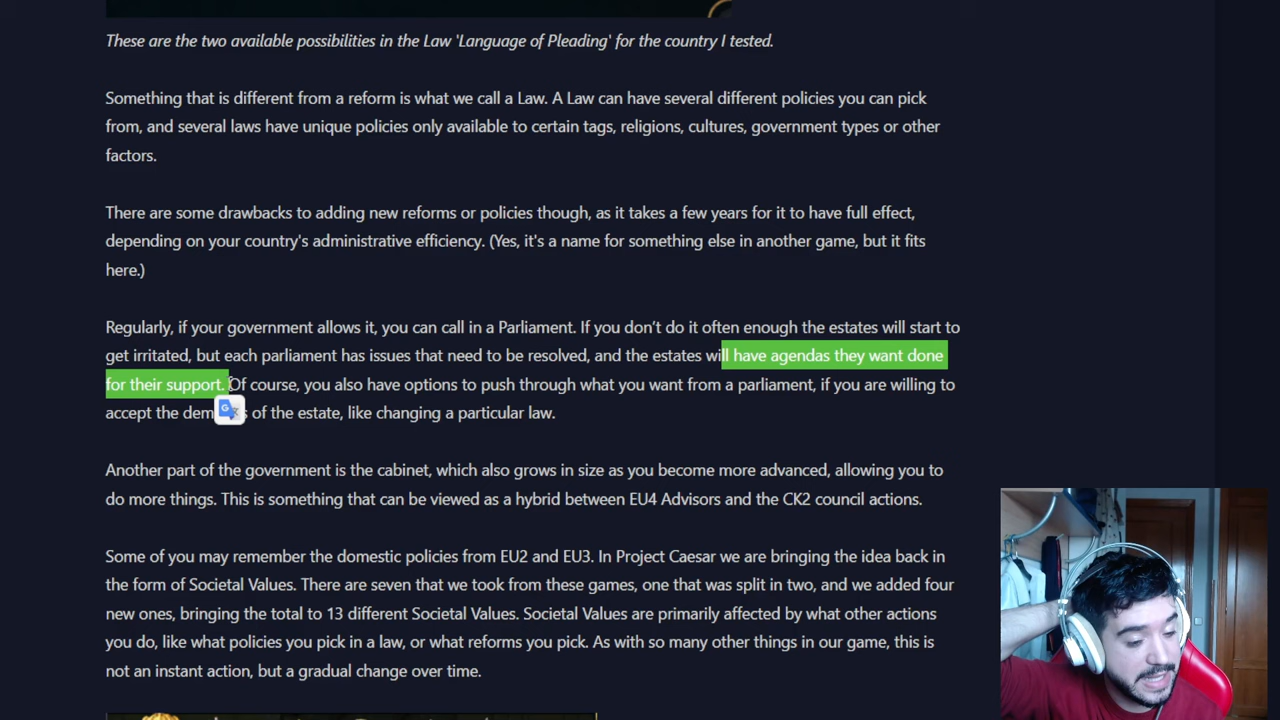 These are the two available possibilities in the Law 'Language of Pleading' for the country I tested.
Something that is different from a reform is what we call a Law. A Law can have several different policies you can pick
from, and several laws have unique policies only available to certain tags, religions, cultures, government types or other
factors.
There are some drawbacks to adding new reforms or policies though, as it takes a few years for it to have full effect,
depending on your country's administrative efficiency. (Yes, it's a name for something else in another game, but it fits
here.)
Regularly, if your government allows it, you can call in a Parliament. If you don't do it often enough the estates will start to
get irritated, but each parliament has issues that need to be resolved, and the estates will have agendas they want done
for their support. Of course, you also have options to push through what you want from a parliament, if you are willing to
accept the dem s of the estate, like changing a particular law.
Another part of the government is the cabinet, which also grows in size as you become more advanced, allowing you to
do more things. This is something that can be viewed as a hybrid between EU4 Advisors and the CK2 council actions.
Some of you may remember the domestic policies from EU2 and EU3. In Project Caesar we are bringing the idea back in
the form of Societal Values. There are seven that we took from these games, one that was split in two, and we added four
new ones, bringing the total to 13 different Societal Values. Societal Values are primarily affected by what other actions
you do, like what policies you pick in a law, or what reforms you pick. As with so many other things in our game, this is
not an instant action, but a gradual change over time.